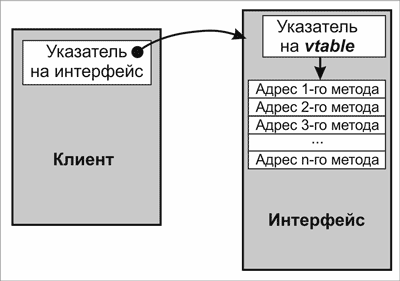 Указатель
на интерфейс
Клиент
Указатель
на vtable
Адрес 1-го метода
Адрес 2-го метода
Адрес 3-го метода
...
Адрес n-го метода
Интерфейс